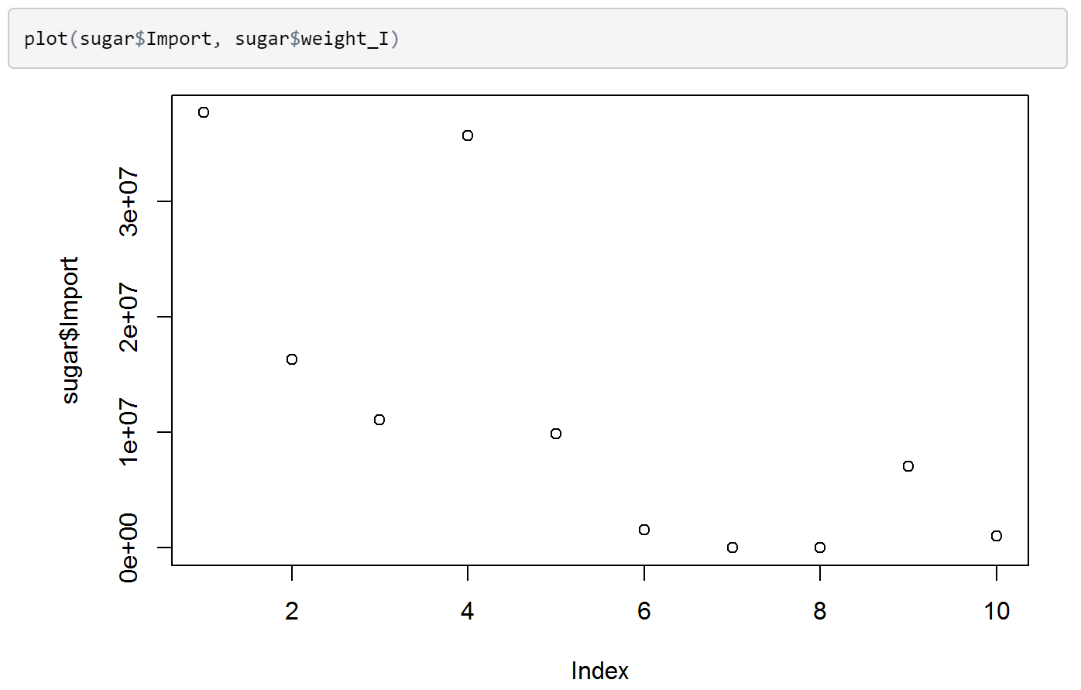 plot(sugar$Import, sugar$weight_I)
3e+07
2e+07
1e+07
0e+00
sugar$Import
2 4 6 8 10
Index